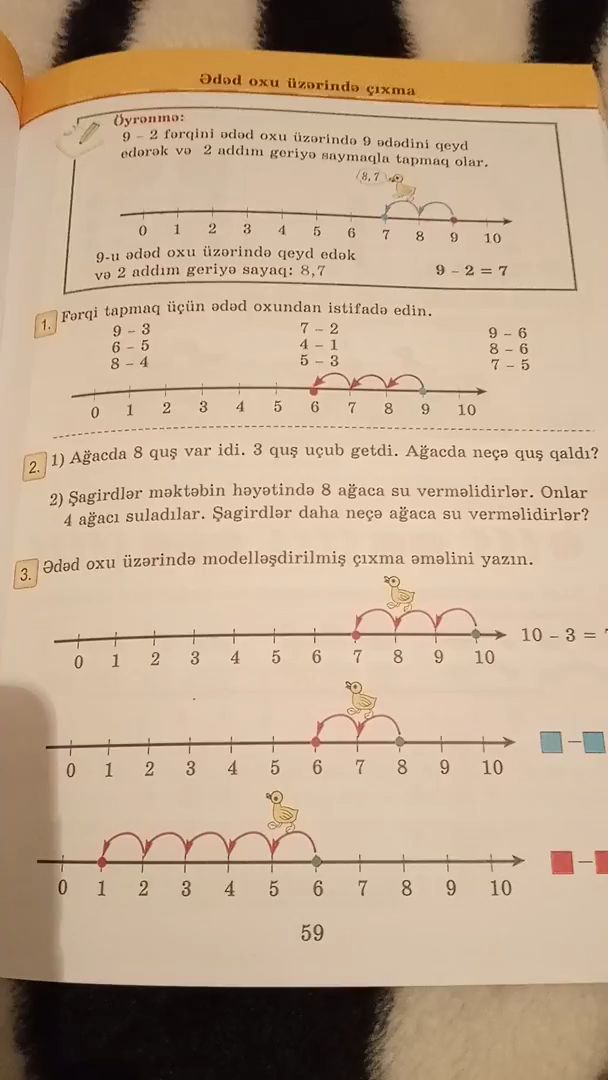 Ədəd oxu üzərində çıxma
Öyrənmə:
9 – 2 fərqini ədəd oxu üzərində 9 ədədini qeyd
edərək və 2 addım geriyə saymaqla tapmaq olar.
8, 7
0 1 2 3 4 5 6 7 8 9 10
9-u ədəd oxu üzərində qeyd edək
və 2 addım geriyə sayaq: 8,7 9 – 2 = 7
1. Fərqi tapmaq üçün ədəd oxundan istifadə edin.
9 – 3 7 – 2 9 – 6
6 – 5 4 – 1 8 – 6
8 – 4 5 – 3 7 – 5
0 1 2 3 4 5 6 7 8 9 10
2. 1) Ağacda 8 quş var idi. 3 quş uçub getdi. Ağacda neçə quş qaldı?
2) Şagirdlər məktəbin həyətində 8 ağaca su verməlidirlər. Onlar
4 ağacı suladılar. Şagirdlər daha neçə ağaca su verməlidirlər?
3. Ədəd oxu üzərində modelləşdirilmiş çıxma əməlini yazın.
10 – 3 =
0 1 2 3 4 5 6 7 8 9 10
–
0 1 2 3 4 5 6 7 8 9 10
–
0 1 2 3 4 5 6 7 8 9 10
59